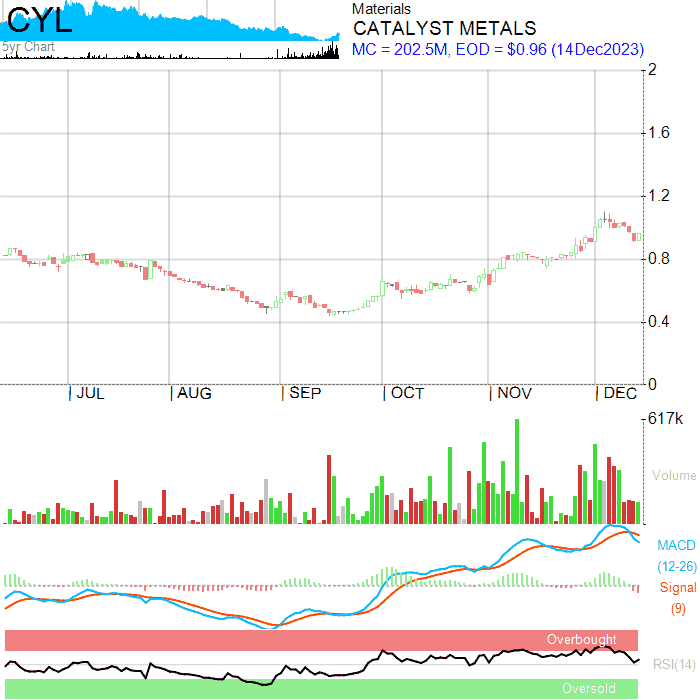 CYL
5yr Chart
Materials
CATALYST METALS
MC = 202.5M, EOD = $0.96 (14Dec2023)
2
1.6
1.2
0.8
0.4
0
JUL AUG SEP OCT NOV DEC
617k
Volume
MACD
(12-26)
Signal
(9)
Overbought
RSI(14)
Oversold